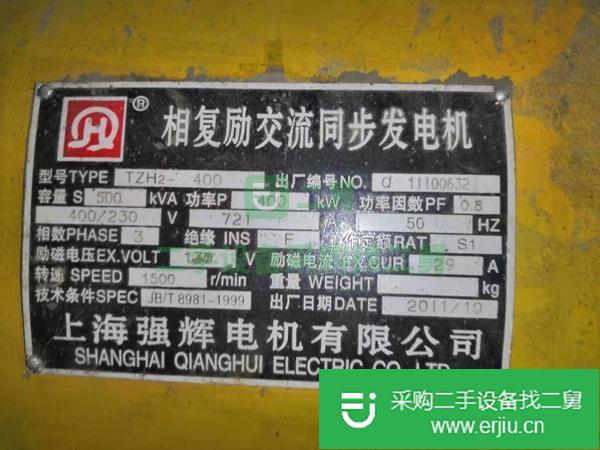 相复励交流同步发电机
型号TYPE TZH2- 400 出厂编号NO. d 11100632
容量 S 500 kVA 功率P 400 kW 功率因数PF 0.8
400/230 V 721 A 50 HZ
相数PHASE 3 绝缘 INS F 定额RAT S1
励磁电压EX.VOLT 130 V 励磁电流 EX.CUR 29 A
转速 SPEED 1500 r/min 重量 WEIGHT kg
技术条件SPEC JB/T 8981-1999 出厂日期DATE 2011/10
上海强辉电机有限公司
SHANGHAI QIANGHUI ELECTRIC CO.,LTD
采购二手设备找二舅
www.erjiu.cn